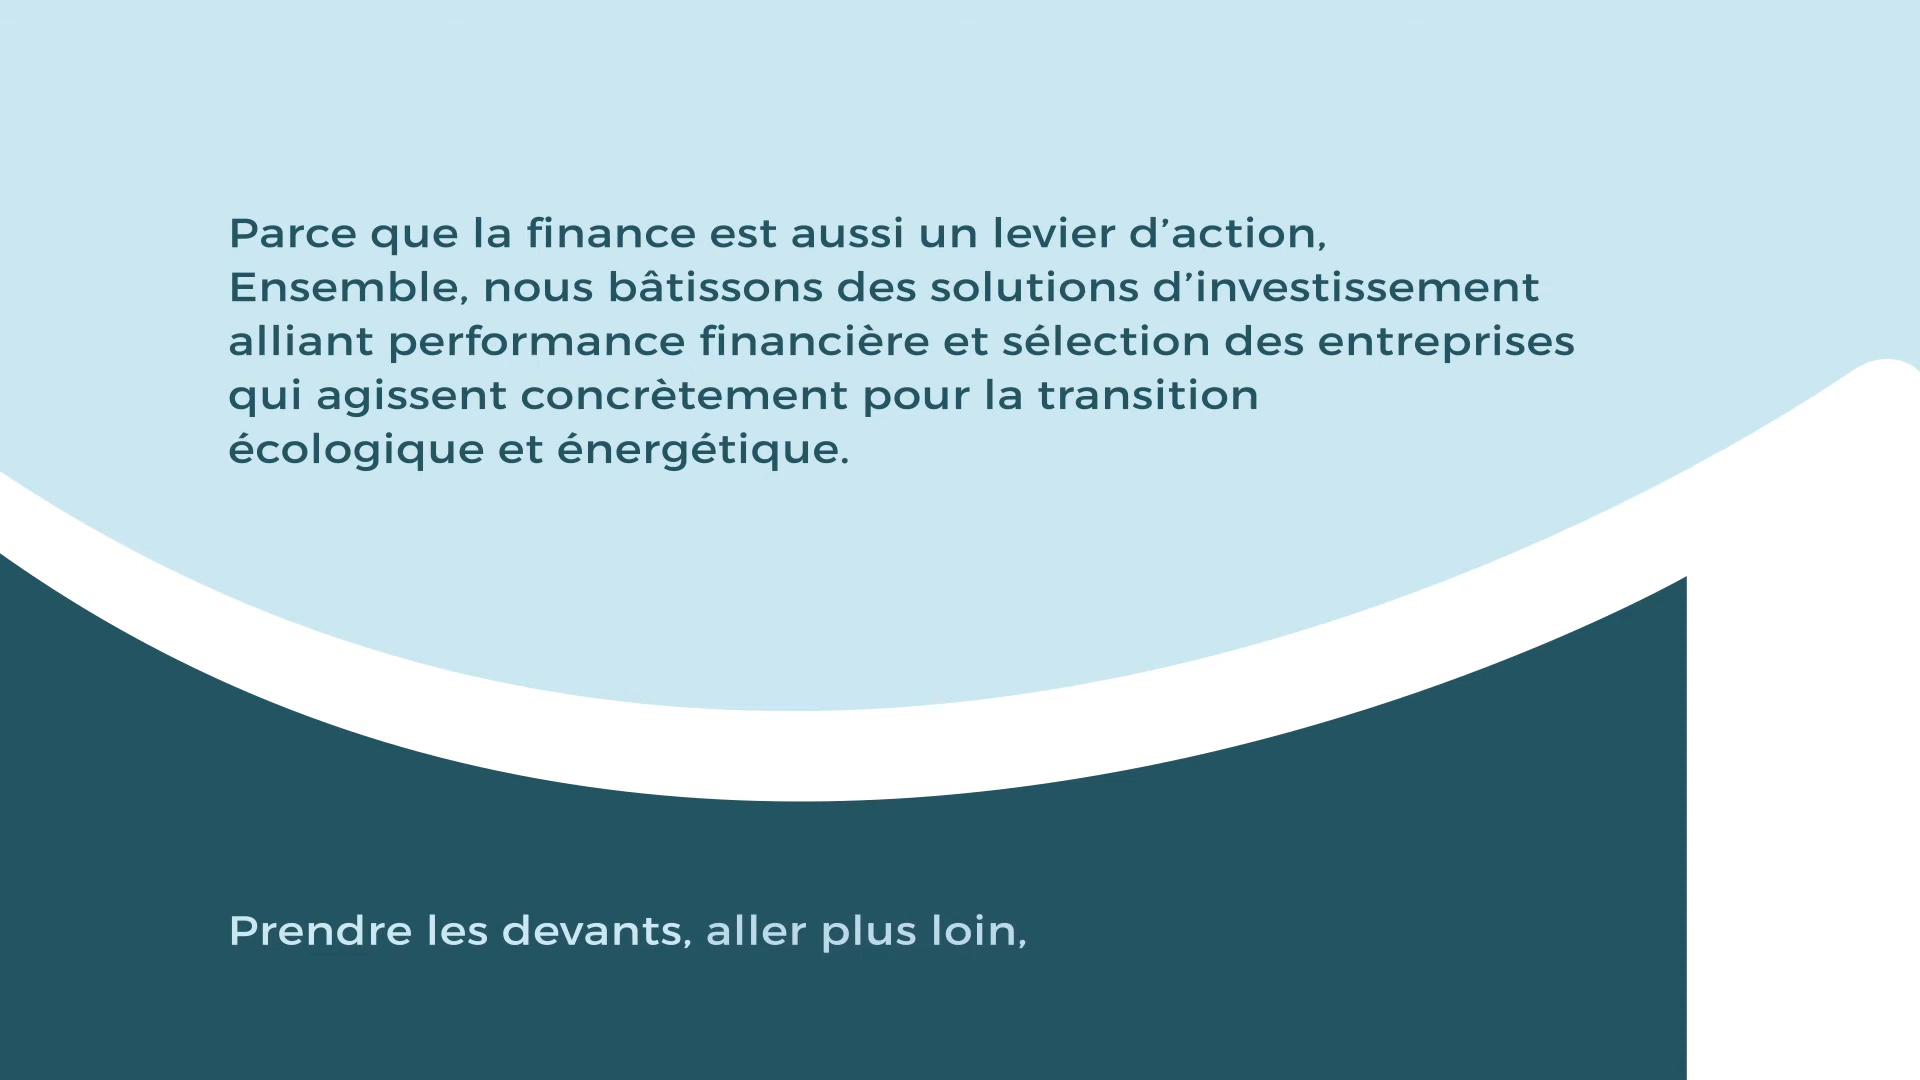 Parce que la finance est aussi un levier d’action,
Ensemble, nous bâtissons des solutions d’investissement
alliant performance financière et sélection des entreprises
qui agissent concrètement pour la transition
écologique et énergétique.
Prendre les devants, aller plus loin,